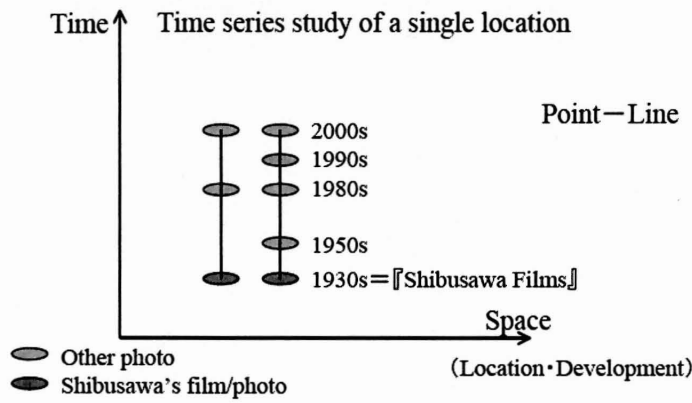 Time
Time series study of a single location
Point－Line
2000s
1990s
1980s
1950s
1930s＝『Shibusawa Films』
Space
(Location・Development)
Other photo
Shibusawa's film/photo